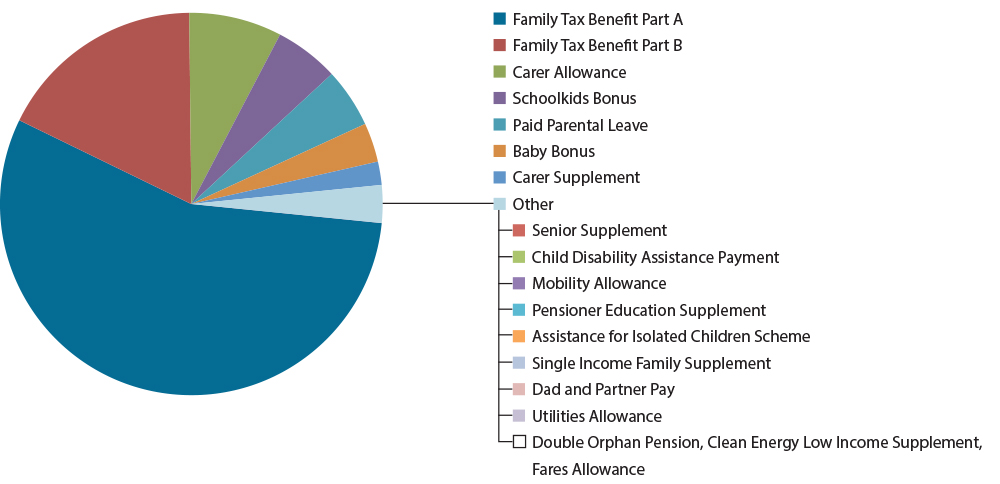 Family Tax Benefit Part A
Family Tax Benefit Part B
Carer Allowance
Schoolkids Bonus
Paid Parental Leave
Baby Bonus
Carer Supplement
Other
Senior Supplement
Child Disability Assistance Payment
Mobility Allowance
Pensioner Education Supplement
Assistance for Isolated Children Scheme
Single Income Family Supplement
Dad and Partner Pay
Utilities Allowance
Double Orphan Pension, Clean Energy Low Income Supplement,
Fares Allowance